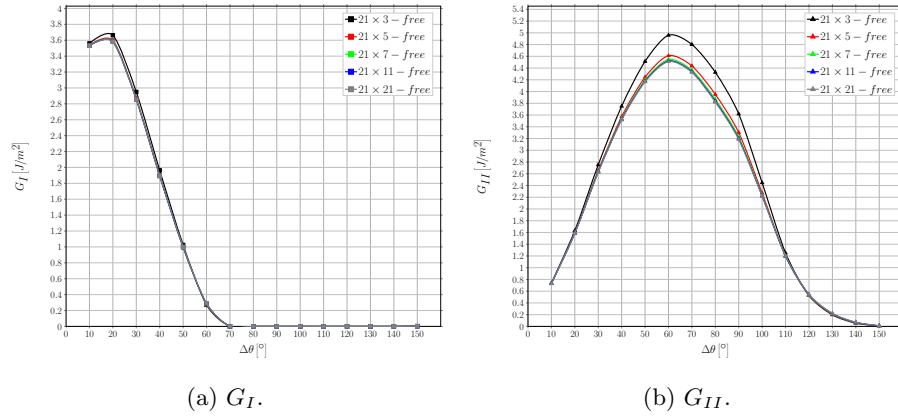 4
3.8
3.6
3.4
3.2
3
2.8
2.6
2.4
2.2
2
1.8
1.6
1.4
1.2
1
0.8
0.6
0.4
0.2
0
G_I [J/m²]
21 × 3 − free
21 × 5 − free
21 × 7 − free
21 × 11 − free
21 × 21 − free
10 20 30 40 50 60 70 80 90 100 110 120 130 140 150
Δθ [°]
(a) G_I.
5.4
5.2
5
4.8
4.6
4.4
4.2
4
3.8
3.6
3.4
3.2
3
2.8
2.6
2.4
2.2
2
1.8
1.6
1.4
1.2
1
0.8
0.6
0.4
0.2
0
G_{II} [J/m²]
21 × 3 − free
21 × 5 − free
21 × 7 − free
21 × 11 − free
21 × 21 − free
10 20 30 40 50 60 70 80 90 100 110 120 130 140 150
Δθ [°]
(b) G_{II}.